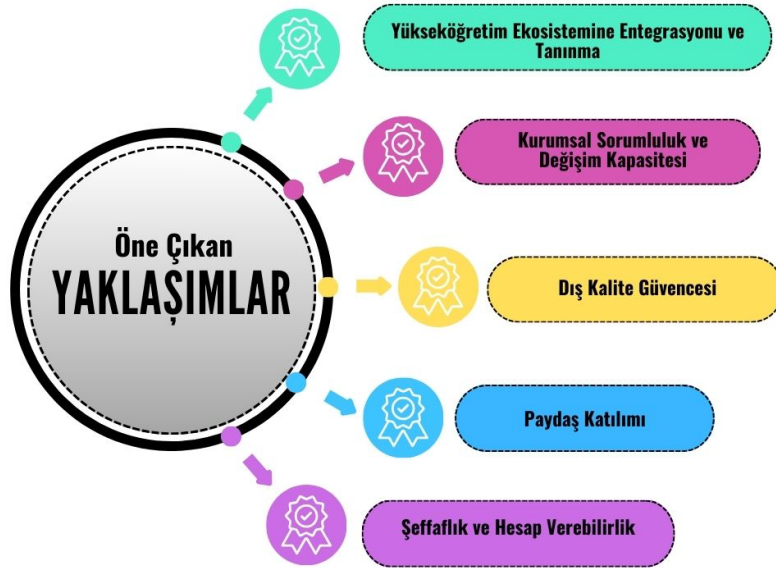 Öne Çıkan
YAKLAŞIMLAR
Yükseköğretim Ekosistemine Entegrasyonu ve
Tanınma
Kurumsal Sorumluluk ve
Değişim Kapasitesi
Dış Kalite Güvencesi
Paydaş Katılımı
Şeffaflık ve Hesap Verebilirlik